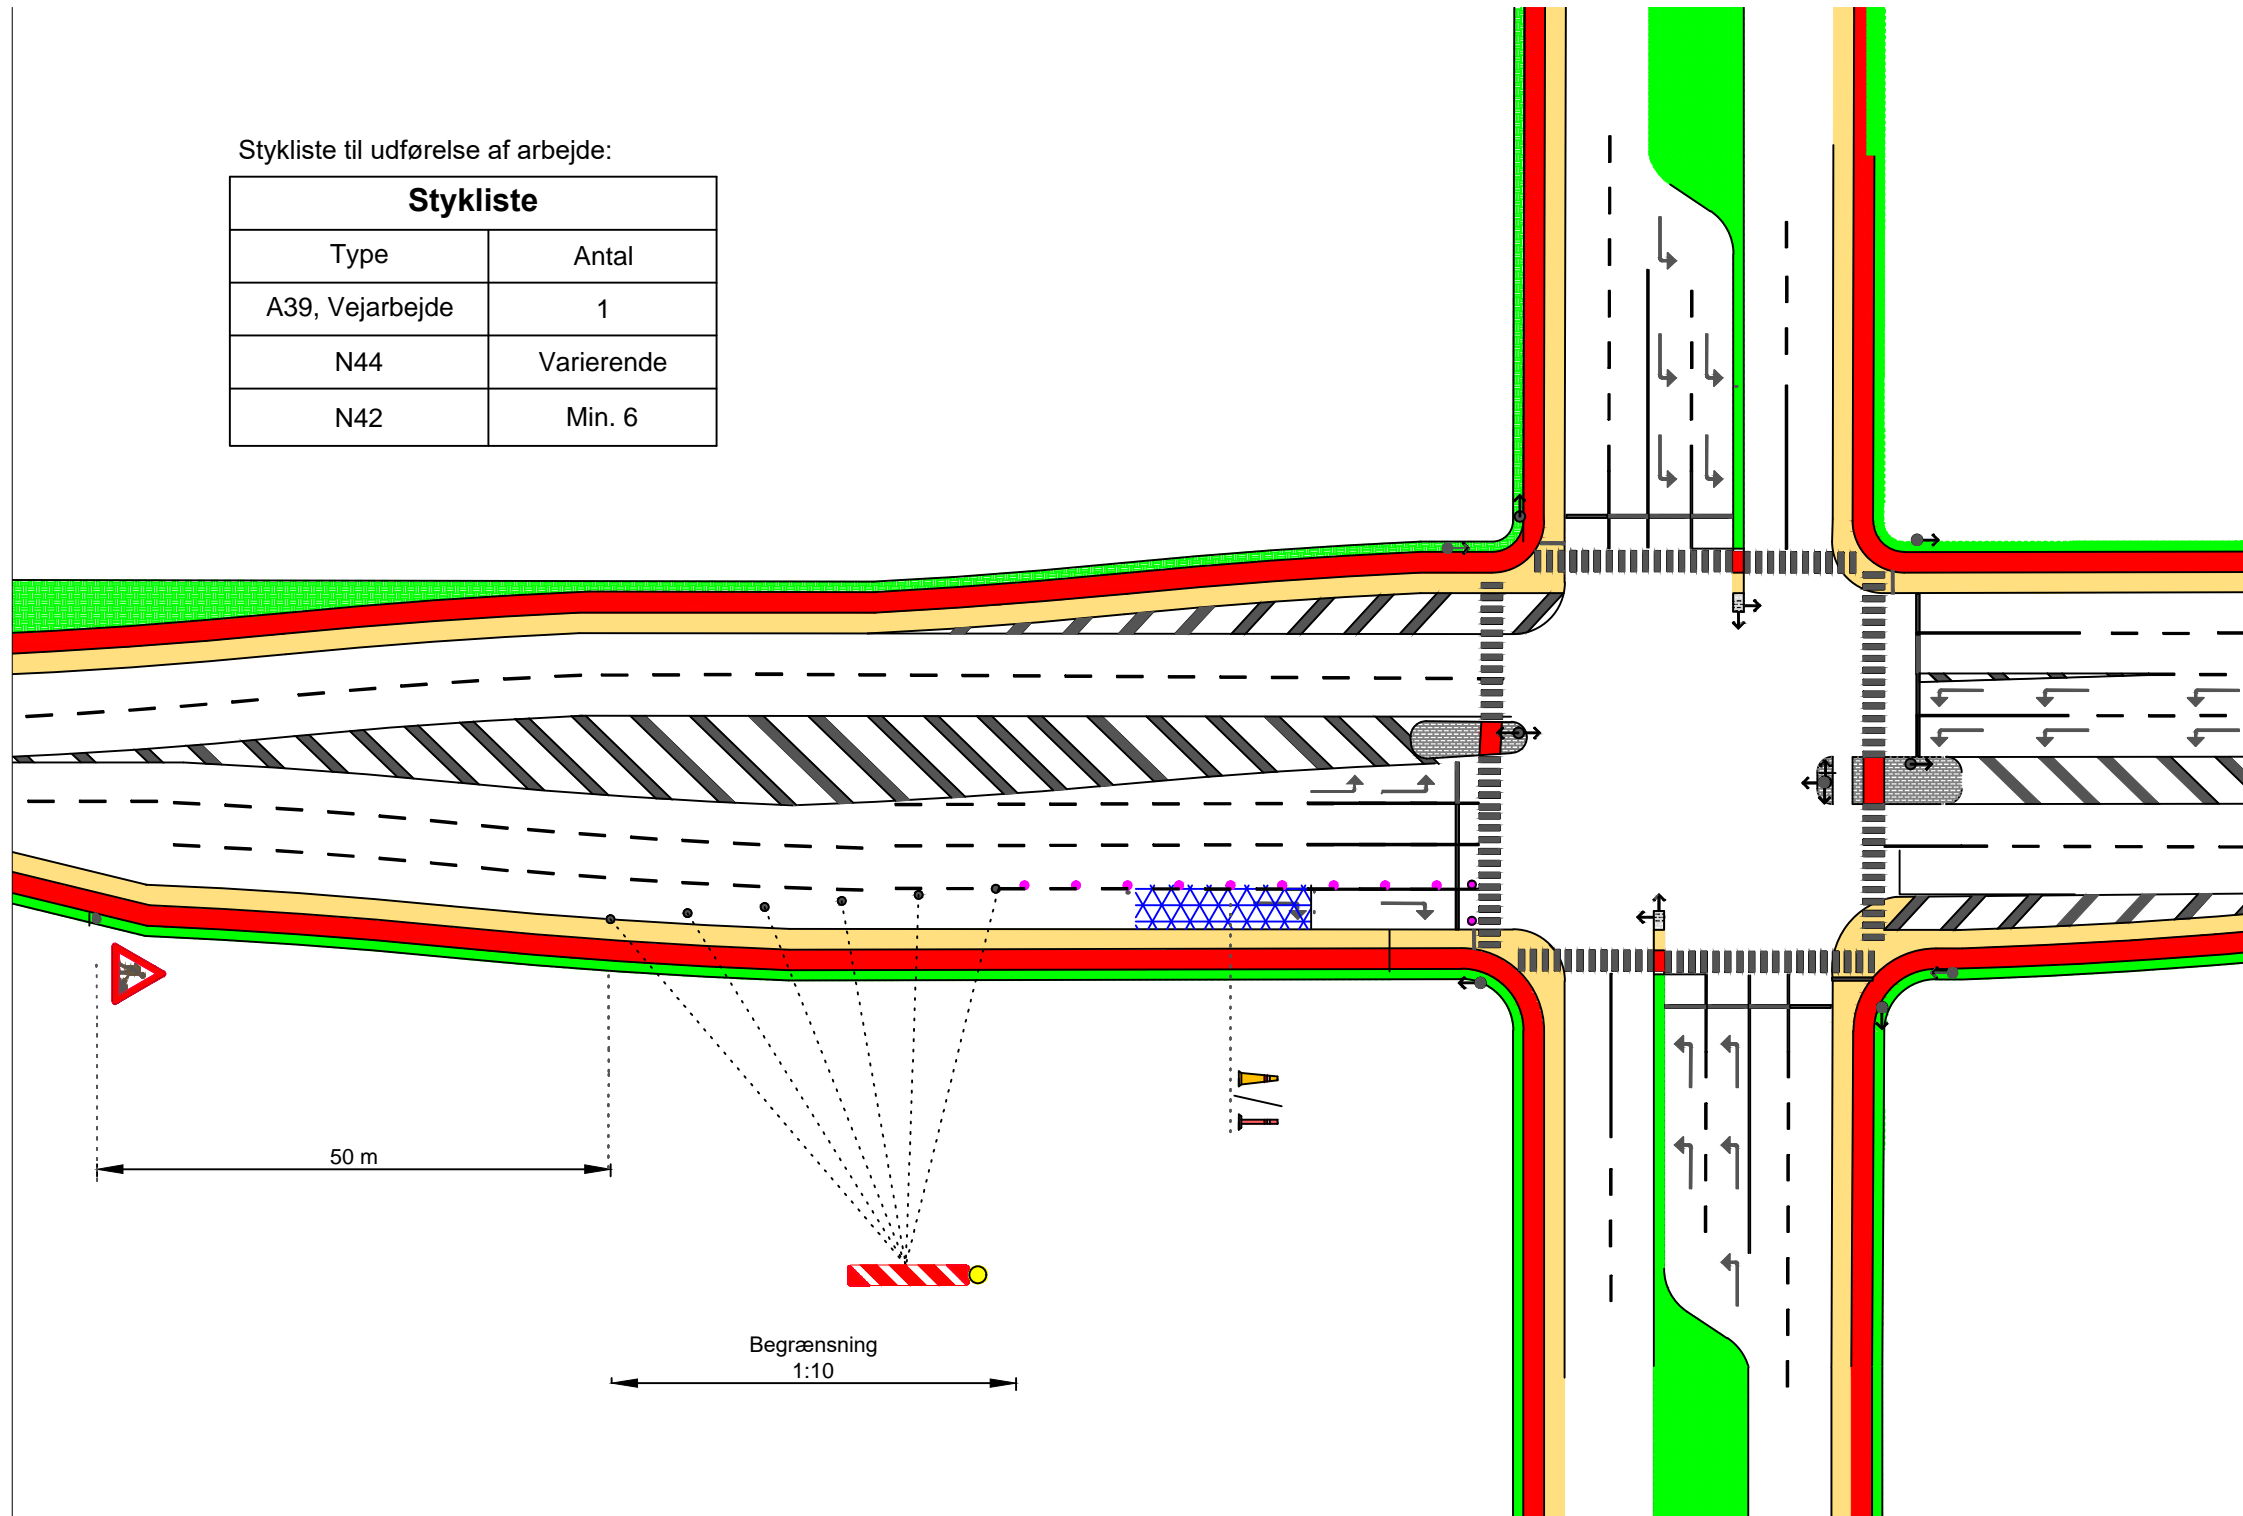 Stykliste til udførelse af arbejde:
Stykliste
Type Antal
A39, Vejarbejde 1
N44 Varierende
N42 Min. 6
50 m
Begrænsning
1:10